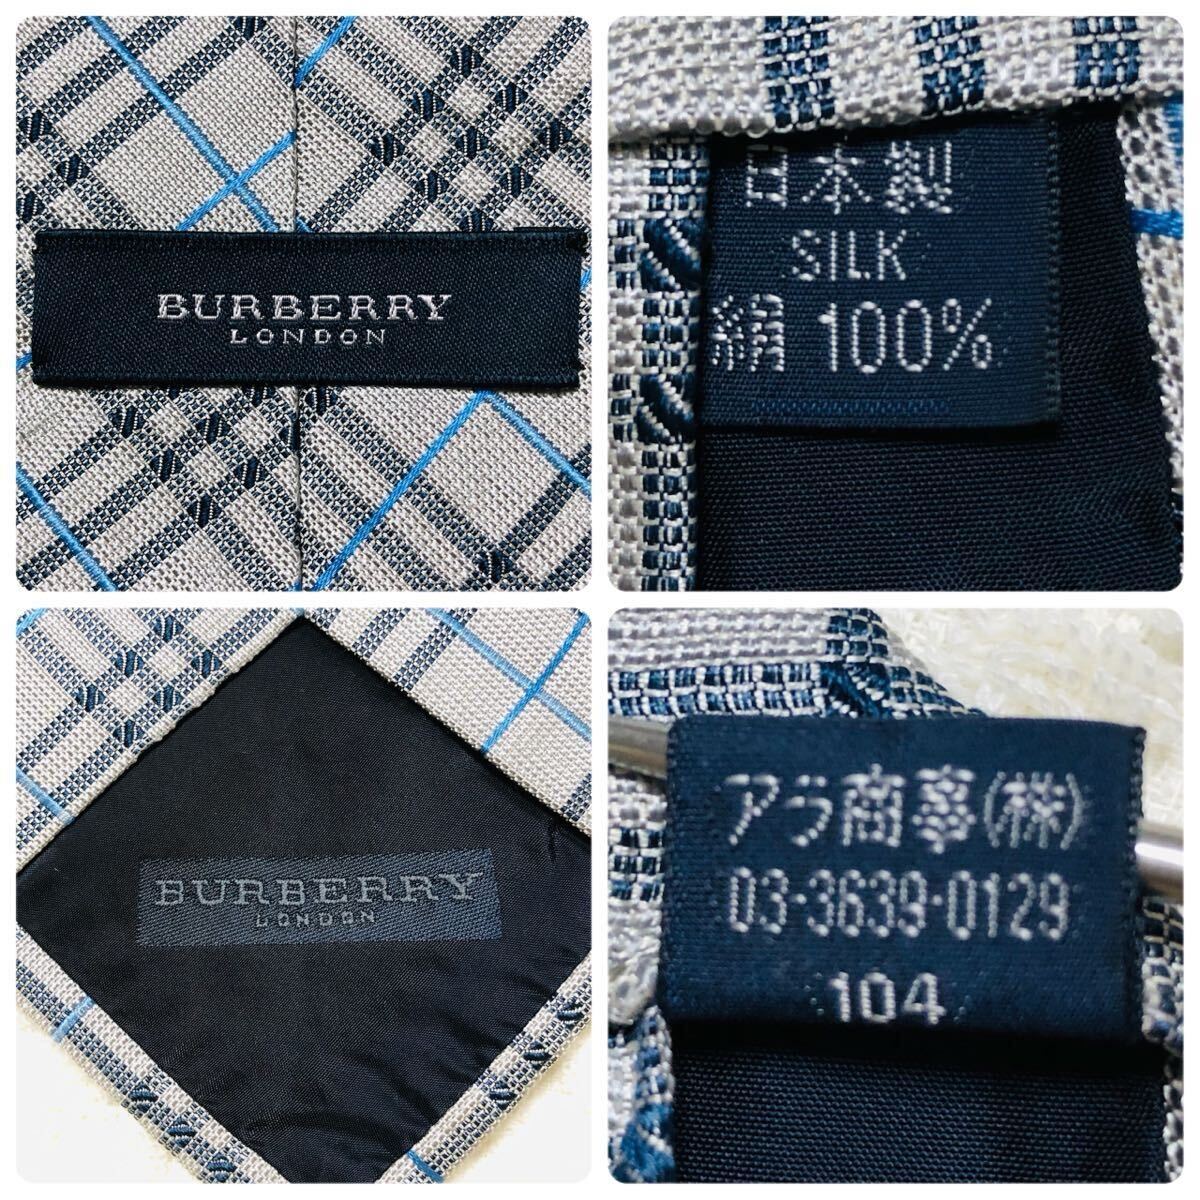 BURBERRY
LONDON
日本製
SILK
絹 100%
BURBERRY
LONDON
アラ商事(株)
03-3639-0129
104